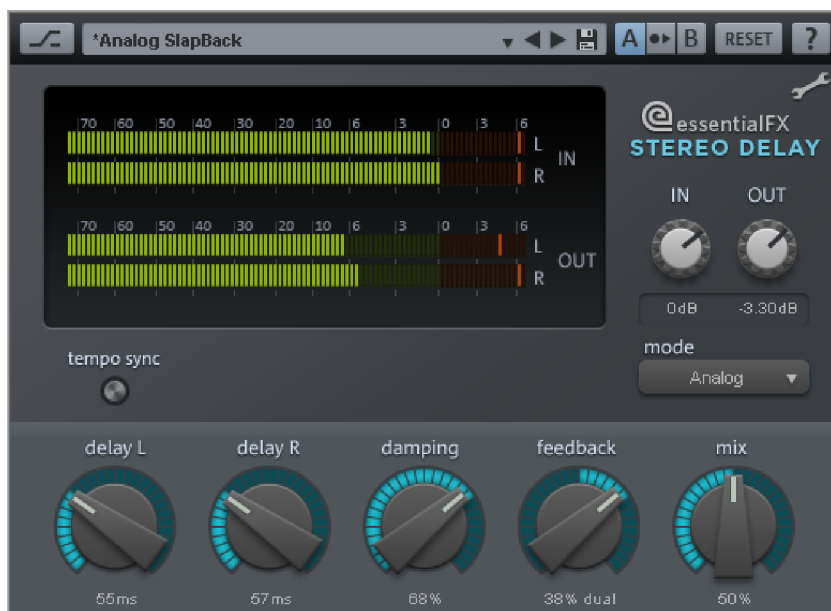 *Analog SlapBack A B RESET ?
70 60 50 40 30 20 10 6 3 0 3 6
L
IN
R
70 60 50 40 30 20 10 6 3 0 3 6
L
OUT
R
essentialFX
STEREO DELAY
IN OUT
0dB -3.30dB
mode
Analog
tempo sync
delay L delay R damping feedback mix
55ms 57ms 68% 38% dual 50%